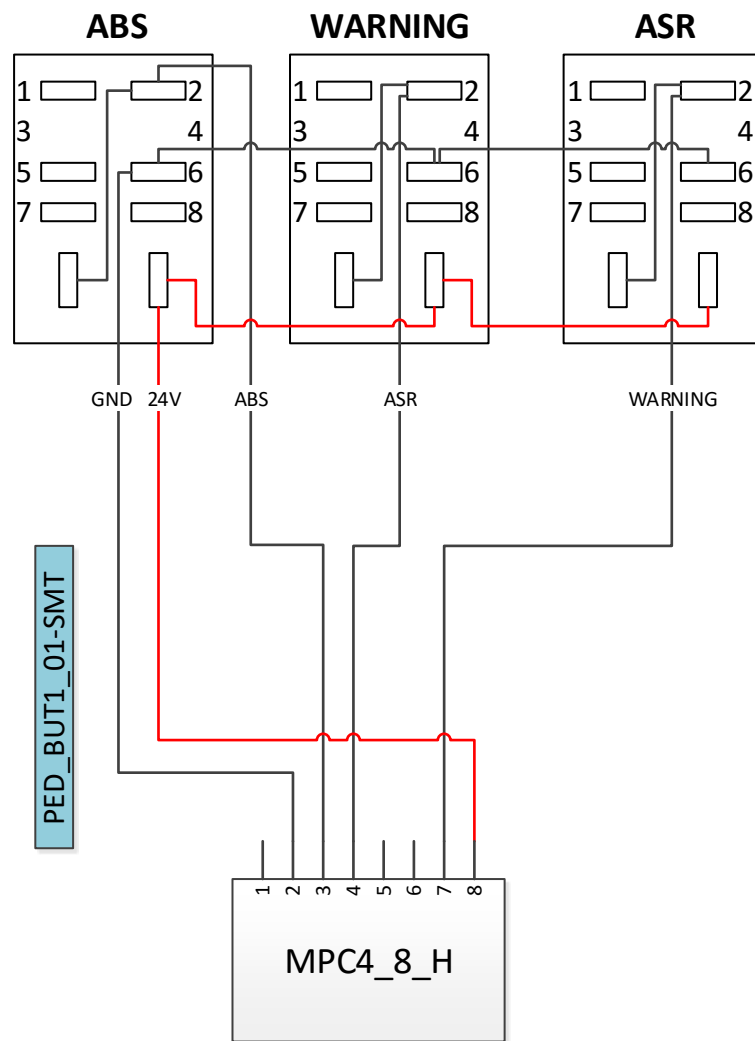 ABS WARNING ASR
1 2 1 2 1 2
3 4 3 4 3 4
5 6 5 6 5 6
7 8 7 8 7 8
GND 24V ABS ASR WARNING
PED_BUT1_01-SMT
1 2 3 4 5 6 7 8
MPC4_8_H